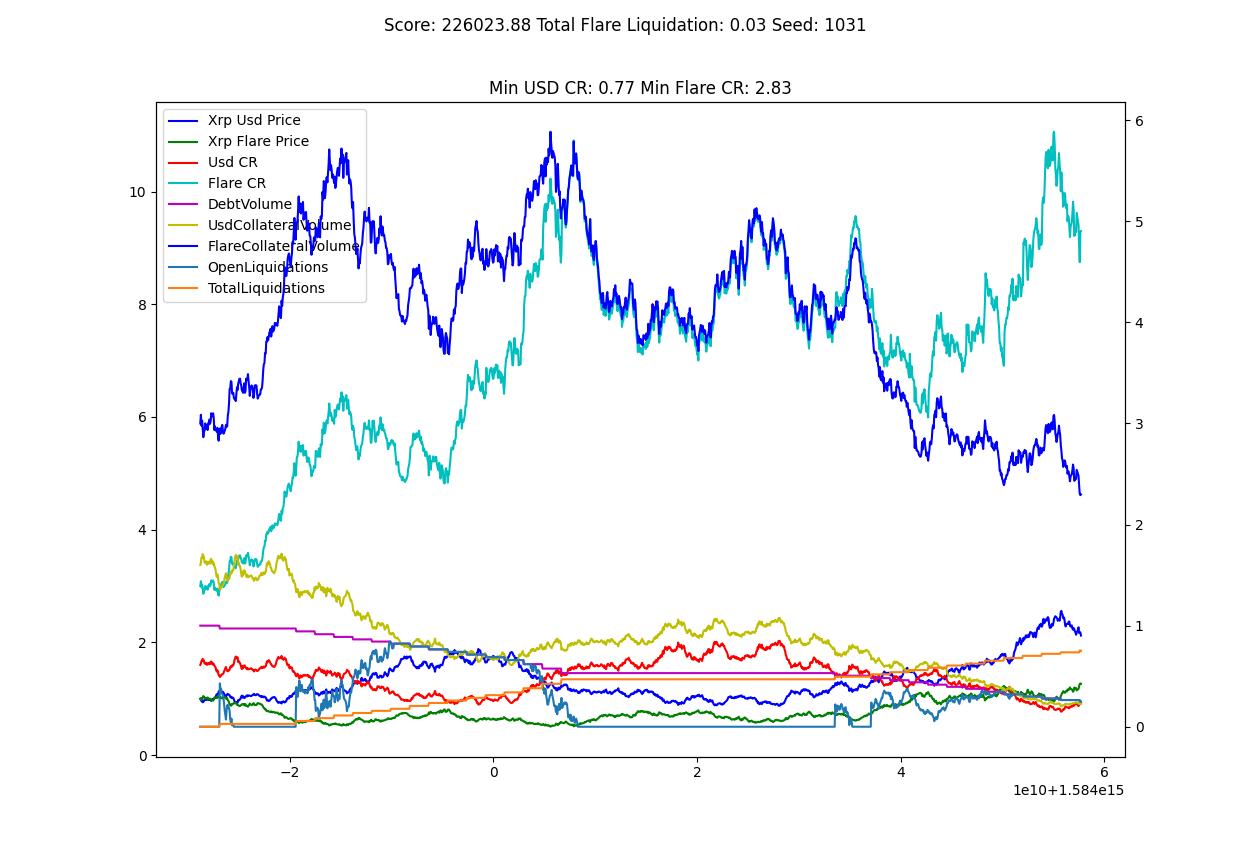 Score: 226023.88 Total Flare Liquidation: 0.03 Seed: 1031
Min USD CR: 0.77 Min Flare CR: 2.83
Xrp Usd Price
Xrp Flare Price
Usd CR
Flare CR
DebtVolume
UsdCollateralVolume
FlareCollateralVolume
OpenLiquidations
TotalLiquidations
10
8
6
4
2
0
6
5
4
3
2
1
0
−2
0
2
4
6
1e10+1.584e15